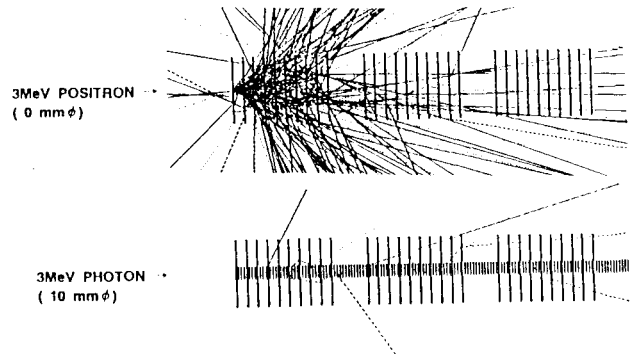 3MeV POSITRON
( 0 mmφ)
3MeV PHOTON
( 10 mmφ)